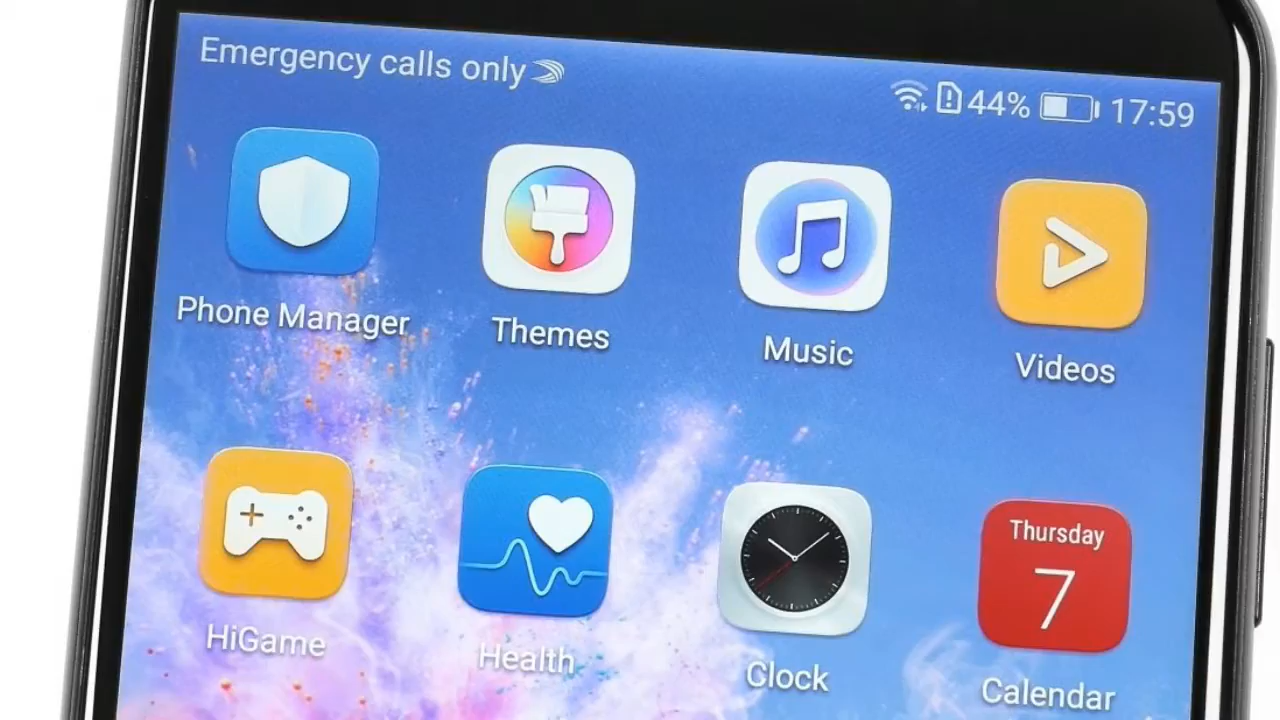 Emergency calls only
44% 17:59
Phone Manager
Themes
Music
Videos
Thursday
7
HiGame
Health
Clock
Calendar